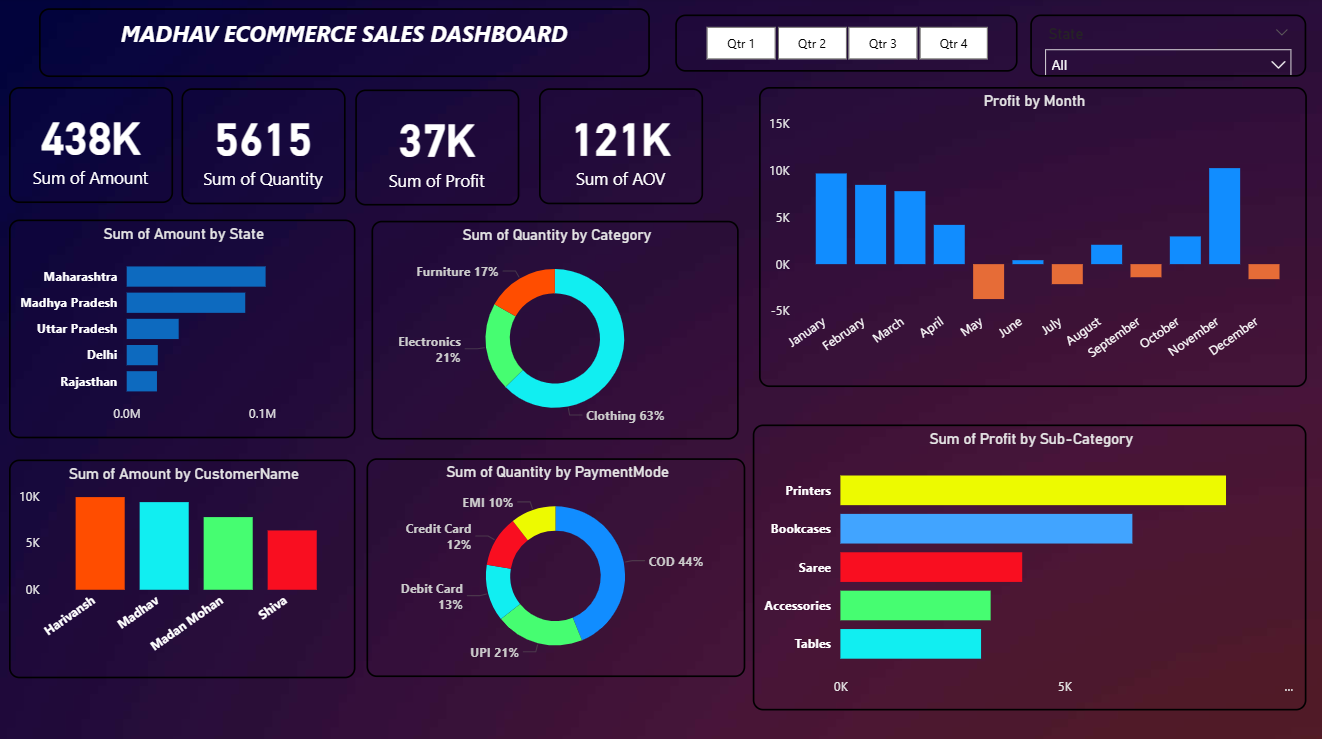 MADHAV ECOMMERCE SALES DASHBOARD
Qtr 1
Qtr 2
Qtr 3
Qtr 4
State
All
438K
Sum of Amount
5615
Sum of Quantity
37K
Sum of Profit
121K
Sum of AOV
Profit by Month
15K
10K
5K
0K
-5K
January
February
March
April
May
June
July
August
September
October
November
December
Sum of Amount by State
Maharashtra
Madhya Pradesh
Uttar Pradesh
Delhi
Rajasthan
0.0M
0.1M
Sum of Quantity by Category
Furniture 17%
Electronics
21%
Clothing 63%
Sum of Amount by CustomerName
10K
5K
0K
Harivansh
Madhav
Madan Mohan
Shiva
Sum of Quantity by PaymentMode
EMI 10%
Credit Card
12%
Debit Card
13%
UPI 21%
COD 44%
Sum of Profit by Sub-Category
Printers
Bookcases
Saree
Accessories
Tables
0K
5K
...